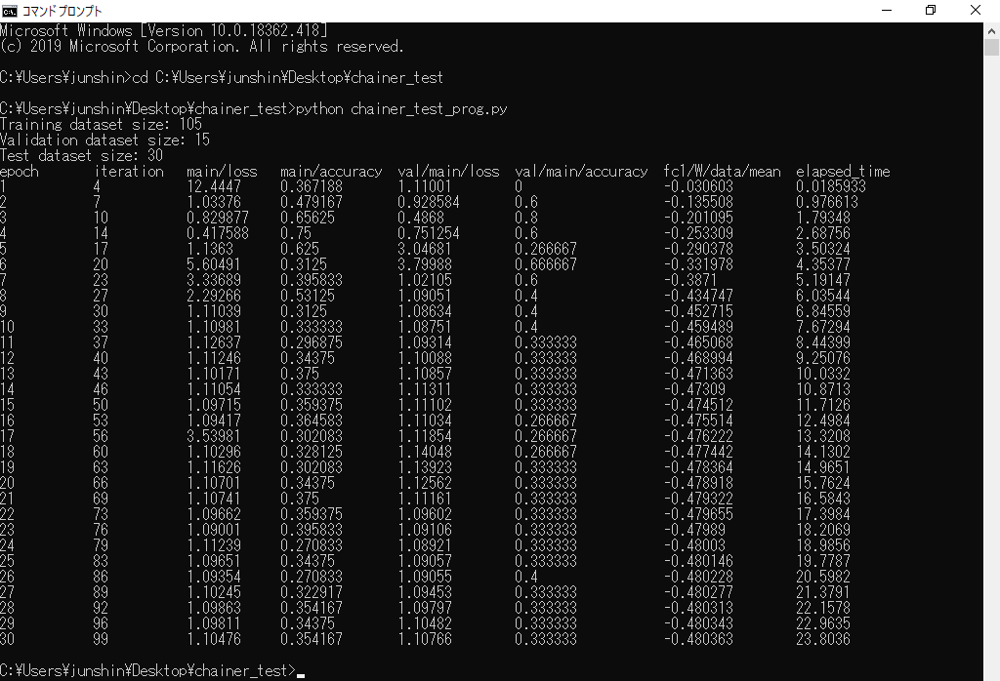 コマンド プロンプト
Microsoft Windows [Version 10.0.18362.418]
(c) 2019 Microsoft Corporation. All rights reserved.
C:¥Users¥junshin>cd C:¥Users¥junshin¥Desktop¥chainer_test
C:¥Users¥junshin¥Desktop¥chainer_test>python chainer_test_prog.py
Training dataset size: 105
Validation dataset size: 15
Test dataset size: 30
epoch iteration main/loss main/accuracy val/main/loss val/main/accuracy fc1/W/data/mean elapsed_time
1 4 12.4447 0.367188 1.11001 0 -0.030603 0.0185933
2 7 1.03376 0.479167 0.928584 0.6 -0.135508 0.976613
3 10 0.829877 0.65625 0.4868 0.8 -0.201095 1.79348
4 14 0.417588 0.75 0.751254 0.6 -0.253309 2.68756
5 17 1.1363 0.625 3.04681 0.266667 -0.290378 3.50324
6 20 5.60491 0.3125 3.79988 0.666667 -0.331978 4.35377
7 23 3.33689 0.395833 1.02105 0.6 -0.3871 5.19147
8 27 2.29266 0.53125 1.09051 0.4 -0.434747 6.03544
9 30 1.11039 0.3125 1.08634 0.4 -0.452715 6.84559
10 33 1.10981 0.333333 1.08751 0.4 -0.459489 7.67294
11 37 1.12637 0.296875 1.09314 0.333333 -0.465068 8.44399
12 40 1.11246 0.34375 1.10088 0.333333 -0.468994 9.25076
13 43 1.10171 0.375 1.10857 0.333333 -0.471363 10.0332
14 46 1.11054 0.333333 1.11311 0.333333 -0.47309 10.8713
15 50 1.09715 0.359375 1.11102 0.333333 -0.474512 11.7126
16 53 1.09417 0.364583 1.11034 0.266667 -0.475514 12.4984
17 56 3.53981 0.302083 1.11854 0.266667 -0.476222 13.3208
18 60 1.10296 0.328125 1.14048 0.266667 -0.477442 14.1302
19 63 1.11626 0.302083 1.13923 0.333333 -0.478364 14.9651
20 66 1.10701 0.34375 1.12562 0.333333 -0.478918 15.7624
21 69 1.10741 0.375 1.11161 0.333333 -0.479322 16.5843
22 73 1.09662 0.359375 1.09602 0.333333 -0.479655 17.3984
23 76 1.09001 0.395833 1.09106 0.333333 -0.47989 18.2069
24 79 1.11239 0.270833 1.08921 0.333333 -0.48003 18.9856
25 83 1.09651 0.34375 1.09057 0.333333 -0.480146 19.7787
26 86 1.09354 0.270833 1.09055 0.4 -0.480228 20.5982
27 89 1.10245 0.322917 1.09453 0.333333 -0.480277 21.3791
28 92 1.09863 0.354167 1.09797 0.333333 -0.480313 22.1578
29 96 1.09811 0.34375 1.10482 0.333333 -0.480343 22.9635
30 99 1.10476 0.354167 1.10766 0.333333 -0.480363 23.8036
C:¥Users¥junshin¥Desktop¥chainer_test>